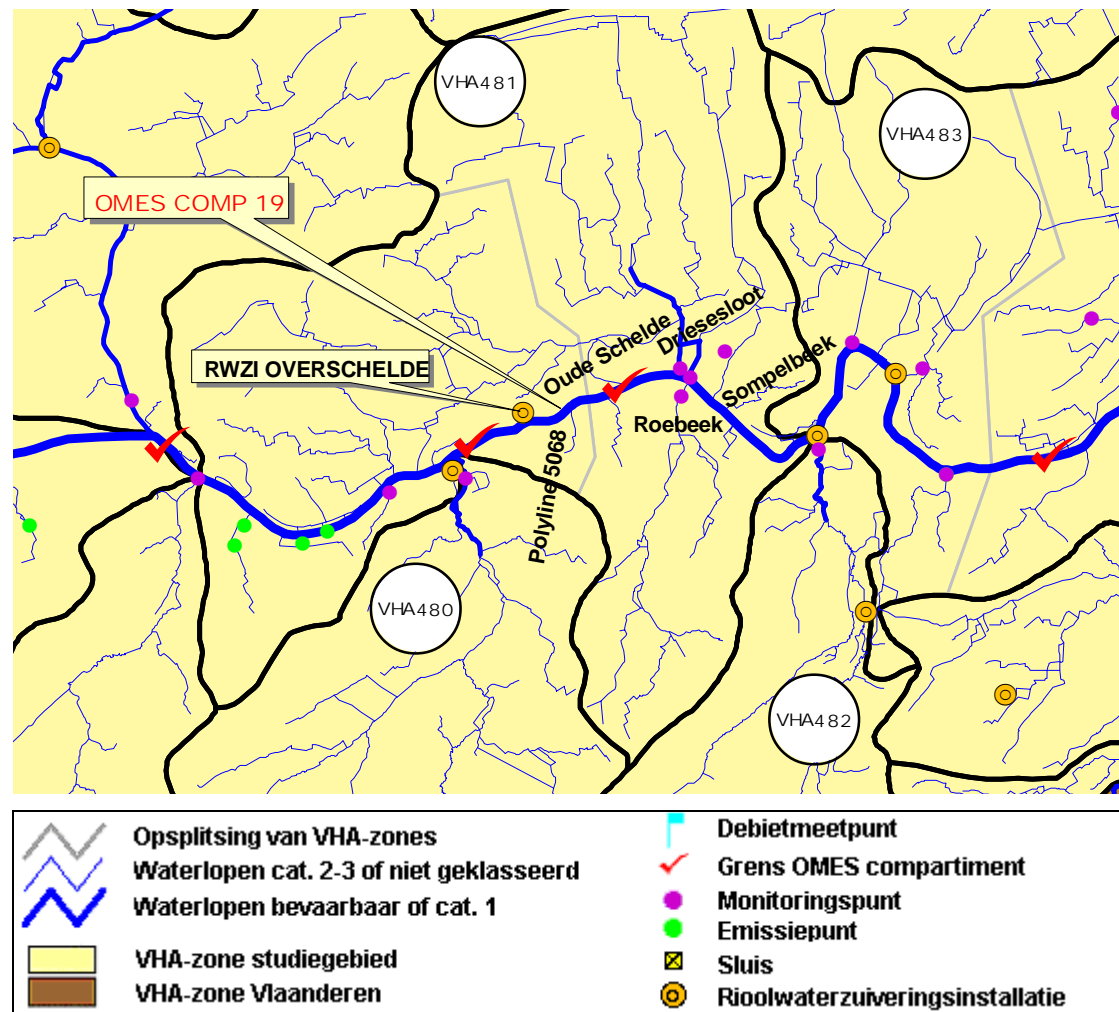 VHA481
VHA483
OMES COMP 19
RWZI OVERSCHELDE
Oude Schelde
Driesesloot
Sompelbeek
Roebeek
Polyline 5068
VHA480
VHA482
Opsplitsing van VHA-zones
Waterlopen cat. 2-3 of niet geklasseerd
Waterlopen bevaarbaar of cat. 1
VHA-zone studiegebied
VHA-zone Vlaanderen
Debietmeetpunt
Grens OMES compartiment
Monitoringspunt
Emissiepunt
Sluis
Rioolwaterzuiveringsinstallatie